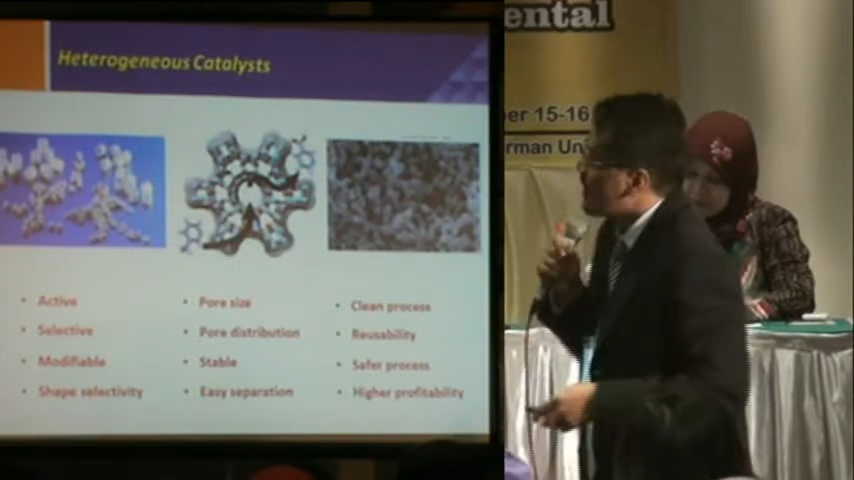 Heterogeneous Catalysts
• Active
• Selective
• Modifiable
• Shape selectivity
• Pore size
• Pore distribution
• Stable
• Easy separation
• Clean process
• Reusability
• Safer process
• Higher profitability
ental
er 15-16
rman Un